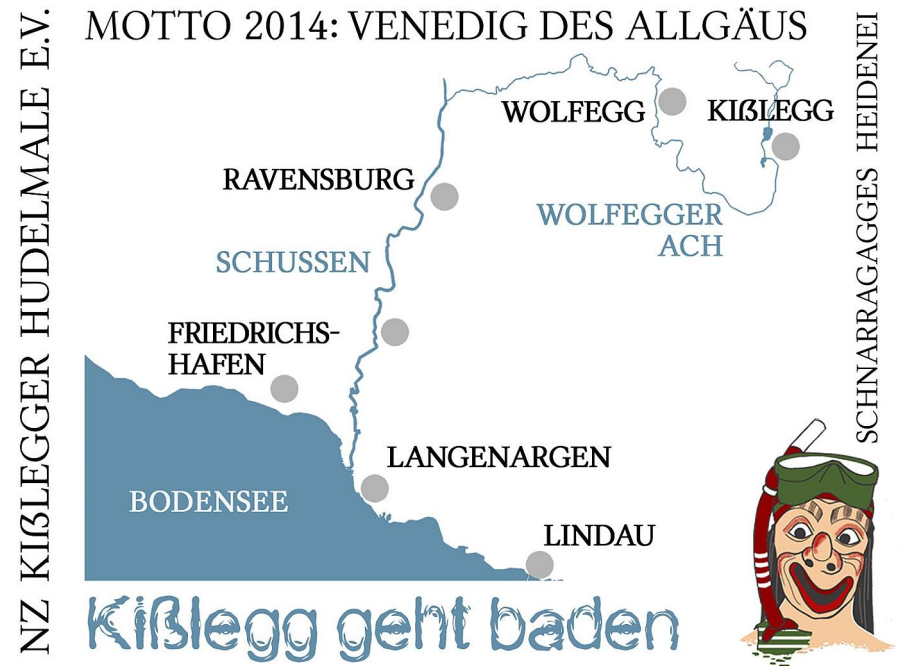 MOTTO 2014: VENEDIG DES ALLGÄUS
NZ KIßLEGGER HUDELMALE E.V.
SCHNARRAGAGGES HEIDENEI
WOLFEGG
KIßLEGG
RAVENSBURG
WOLFEGGER
ACH
SCHUSSEN
FRIEDRICHS-
HAFEN
LANGENARGEN
BODENSEE
LINDAU
Kißlegg geht baden